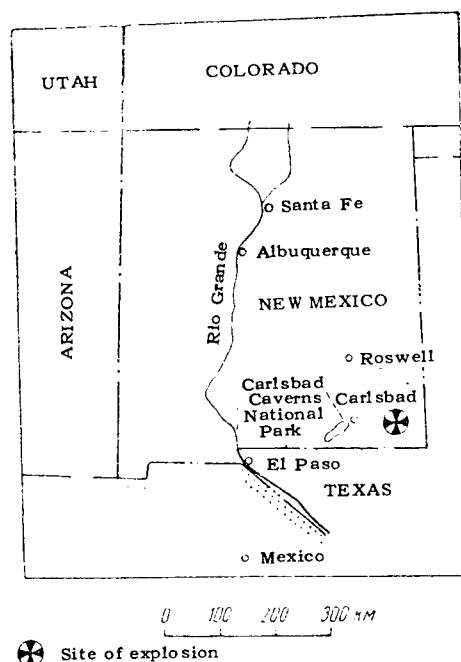 UTAH
COLORADO
Santa Fe
Albuquerque
Rio Grande
ARIZONA
NEW MEXICO
Roswell
Carlsbad
Caverns
National
Park
Carlsbad
El Paso
TEXAS
Mexico
0 100 200 300 км
Site of explosion